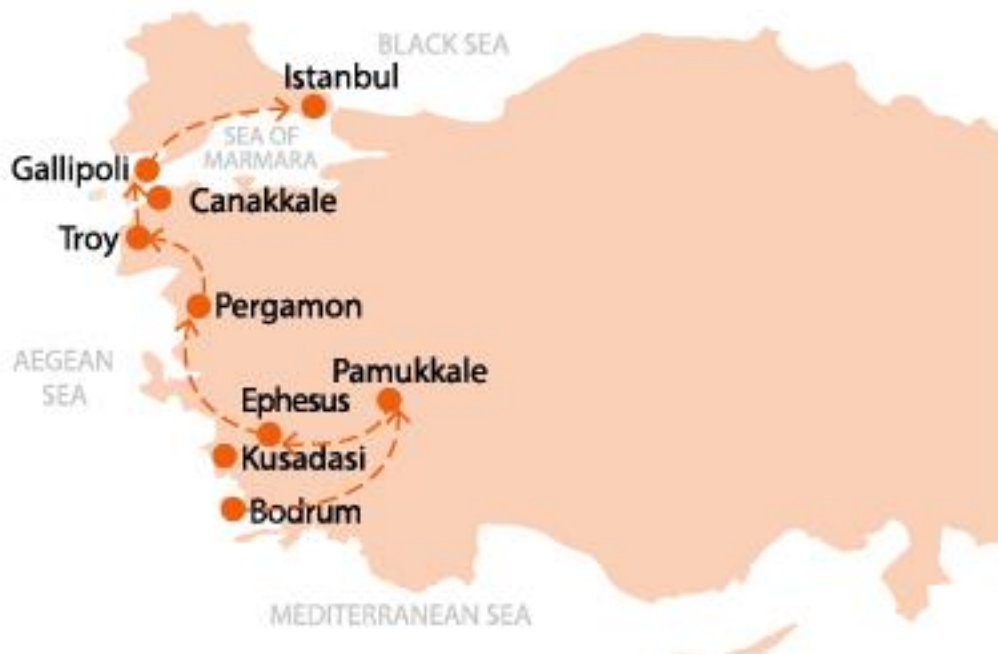 BLACK SEA
Istanbul
SEA OF
MARMARA
Gallipoli
Canakkale
Troy
Pergamon
AEGEAN
SEA
Pamukkale
Ephesus
Kusadasi
Bodrum
MEDITERRANEAN SEA